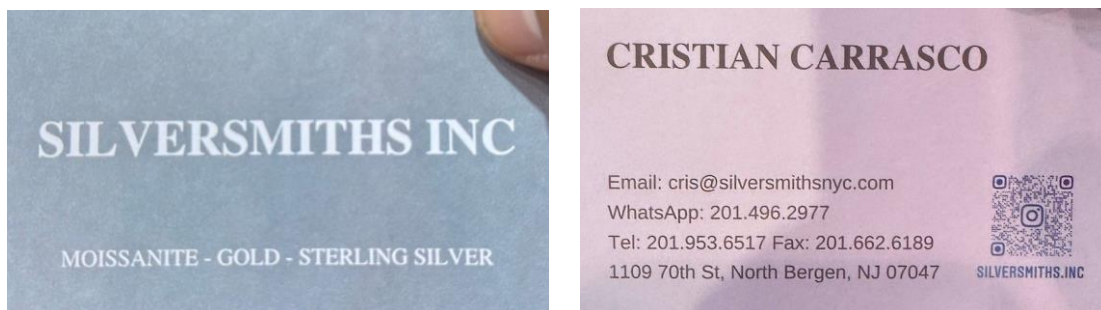 SILVERSMITHS INC
MOISSANITE - GOLD - STERLING SILVER
CRISTIAN CARRASCO
Email: cris@silversmithsnyc.com
WhatsApp: 201.496.2977
Tel: 201.953.6517 Fax: 201.662.6189
1109 70th St, North Bergen, NJ 07047
SILVERSMITHS.INC